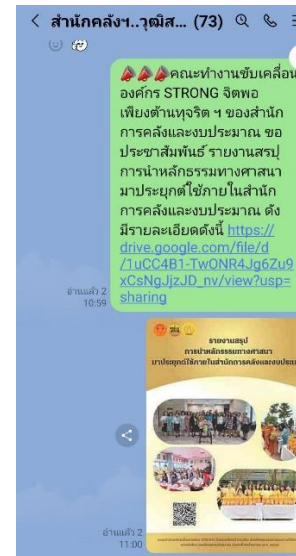 สำนักคลังฯ..วุฒิส... (73)
📣📣📣คณะทำงานขับเคลื่อน
องค์กร STRONG จิตพอ
เพียงต้านทุจริต ฯ ของสำนัก
การคลังและงบประมาณ ขอ
ประชาสัมพันธ์ รายงานสรุป
การนำหลักธรรมทางศาสนา
มาประยุกต์ใช้ภายในสำนัก
การคลังและงบประมาณ ดัง
มีรายละเอียดดังนี้ https://
drive.google.com/file/d
/1uCC4B1-TwONR4Jg6Zu9
xCsNgJjzJD_nv/view?usp=
sharing
อ่านแล้ว 2
10:59
รายงานสรุป
การนำหลักธรรมทางศาสนา
มาประยุกต์ใช้ภายในสำนักการคลังและงบประมาณ
อ่านแล้ว 2
11:00